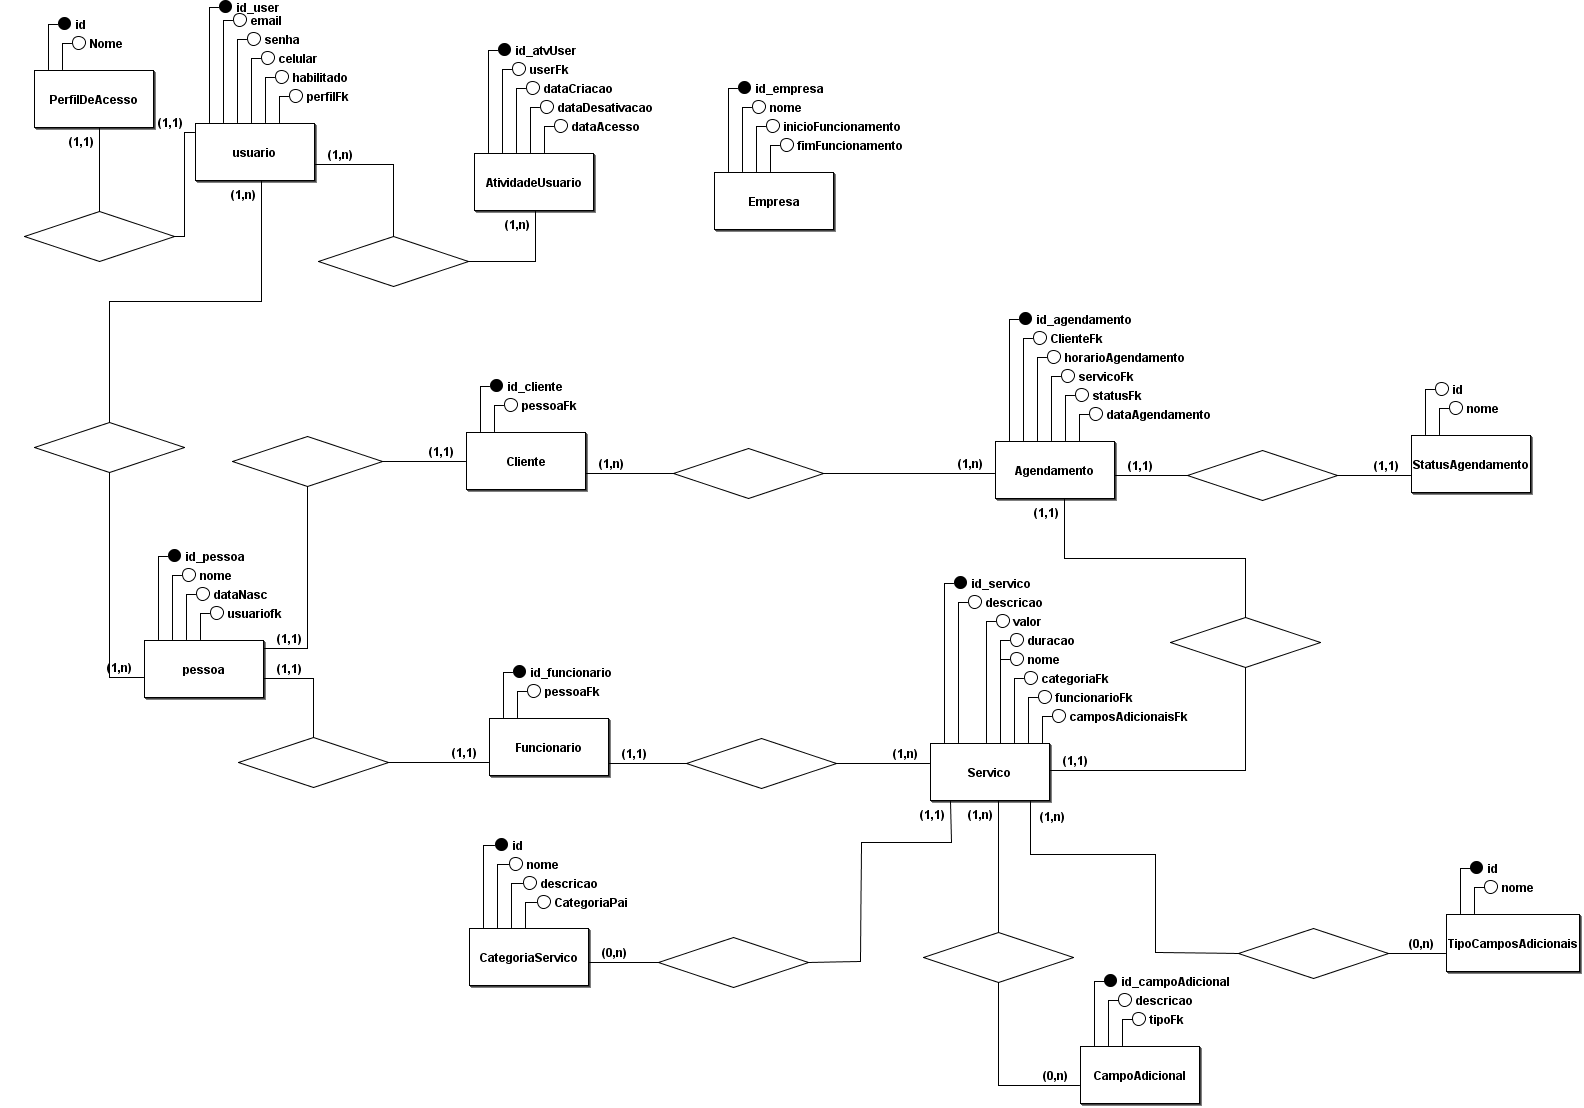 id
Nome
PerfilDeAcesso
(1,1)
id_user
email
senha
celular
habilitado
perfilFk
(1,1)
usuario
(1,n)
(1,n)
id_atvUser
userFk
dataCriacao
dataDesativacao
dataAcesso
AtividadeUsuario
(1,n)
id_empresa
nome
inicioFuncionamento
fimFuncionamento
Empresa
id_cliente
pessoaFk
(1,1)
Cliente
(1,n)
id_agendamento
ClienteFk
horarioAgendamento
servicoFk
statusFk
dataAgendamento
(1,n)
Agendamento
(1,1)
(1,1)
id
nome
(1,1)
StatusAgendamento
id_pessoa
nome
dataNasc
usuariofk
(1,n)
pessoa
(1,1)
(1,1)
id_funcionario
pessoaFk
(1,1)
Funcionario
(1,1)
id_servico
descricao
valor
duracao
nome
categoriaFk
funcionarioFk
camposAdicionaisFk
(1,n)
Servico
(1,1)
(1,1)
(1,n)
(1,n)
id
nome
descricao
CategoriaPai
CategoriaServico
(0,n)
id
nome
(0,n)
TipoCamposAdicionais
id_campoAdicional
descricao
tipoFk
(0,n)
CampoAdicional